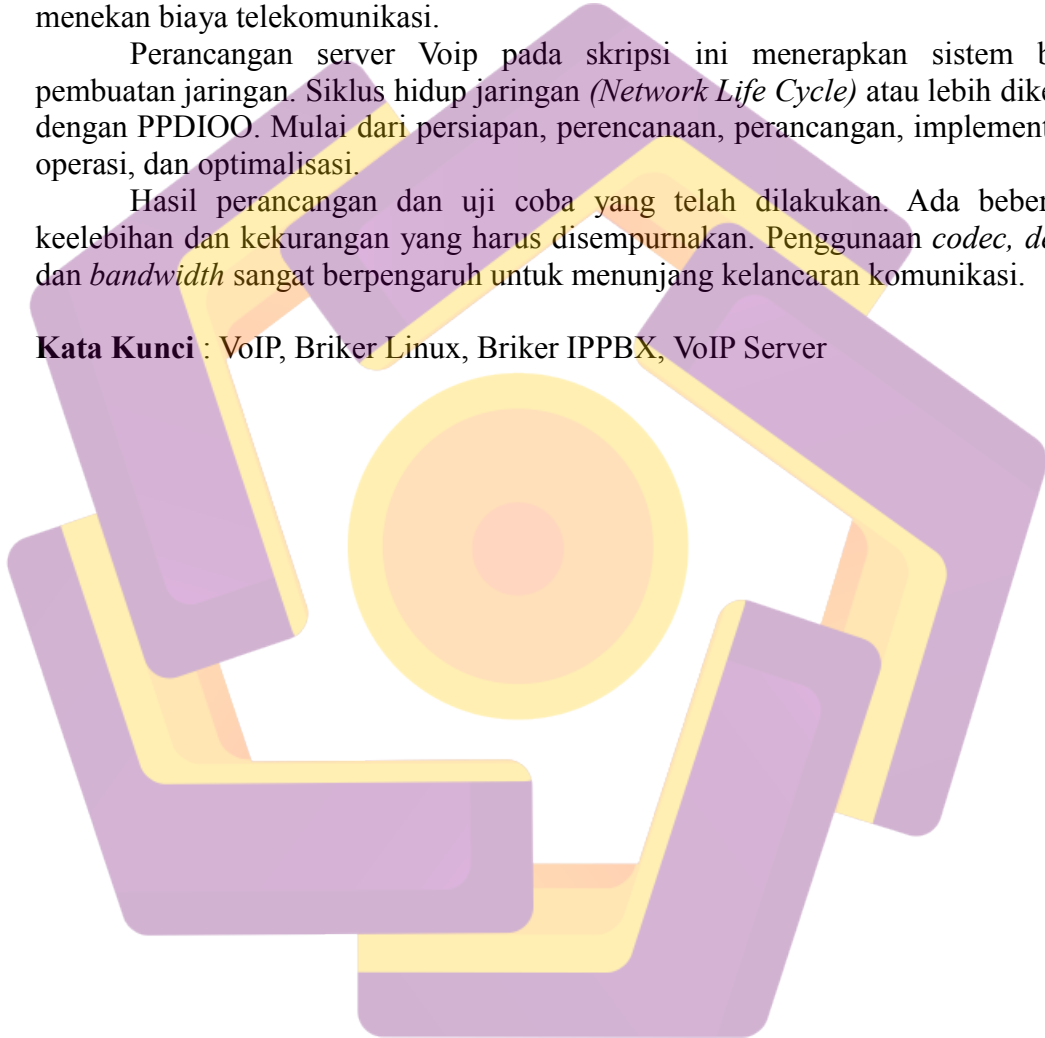 menekan biaya telekomunikasi.
Perancangan server Voip pada skripsi ini menerapkan sistem
pembuatan jaringan. Siklus hidup jaringan (Network Life Cycle) atau lebih
dengan PPDIOO. Mulai dari persiapan, perencanaan, perancangan,
operasi, dan optimalisasi.
Hasil perancangan dan uji coba yang telah dilakukan. Ada
keelebihan dan kekurangan yang harus disempurnakan. Penggunaan codec,
dan bandwidth sangat berpengaruh untuk menunjang kelancaran komunikasi.
Kata Kunci : VoIP, Briker Linux, Briker IPPBX, VoIP Server